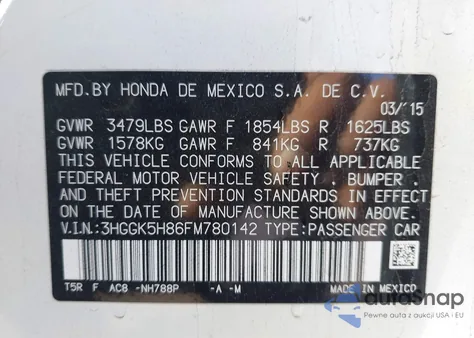 MFD.BY HONDA DE MEXICO S.A. DE C.V.
03/15
GVWR 3479LBS GAWR F 1854LBS R 1625LBS
GVWR 1578KG GAWR F 841KG R 737KG
THIS VEHICLE CONFORMS TO ALL APPLICABLE
FEDERAL MOTOR VEHICLE SAFETY . BUMPER .
AND THEFT PREVENTION STANDARDS IN EFFECT
ON THE DATE OF MANUFACTURE SHOWN ABOVE.
V.I.N.:3HGGK5H86FM780142 TYPE:PASSENGER CAR
T5R F AC8 -NH788P -A -M MADE IN MEXICO
autoSnap
Pewne auta z aukcji USA i EU